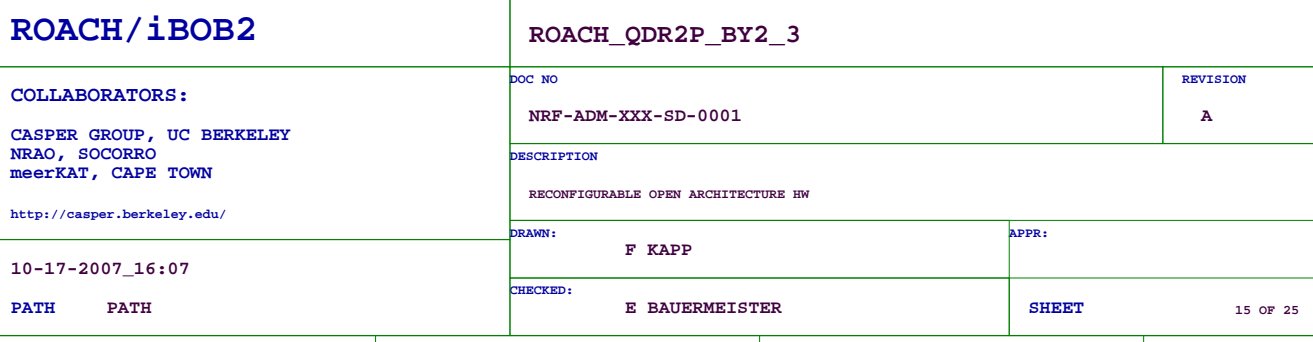 ROACH/iBOB2
COLLABORATORS:
CASPER GROUP, UC BERKELEY
NRAO, SOCORRO
meerKAT, CAPE TOWN
http://casper.berkeley.edu/
10-17-2007_16:07
PATH PATH
ROACH_QDR2P_BY2_3
DOC NO
NRF-ADM-XXX-SD-0001
REVISION
A
DESCRIPTION
RECONFIGURABLE OPEN ARCHITECTURE HW
DRAWN:
F KAPP
APPR:
CHECKED:
E BAUERMEISTER
SHEET 15 OF 25